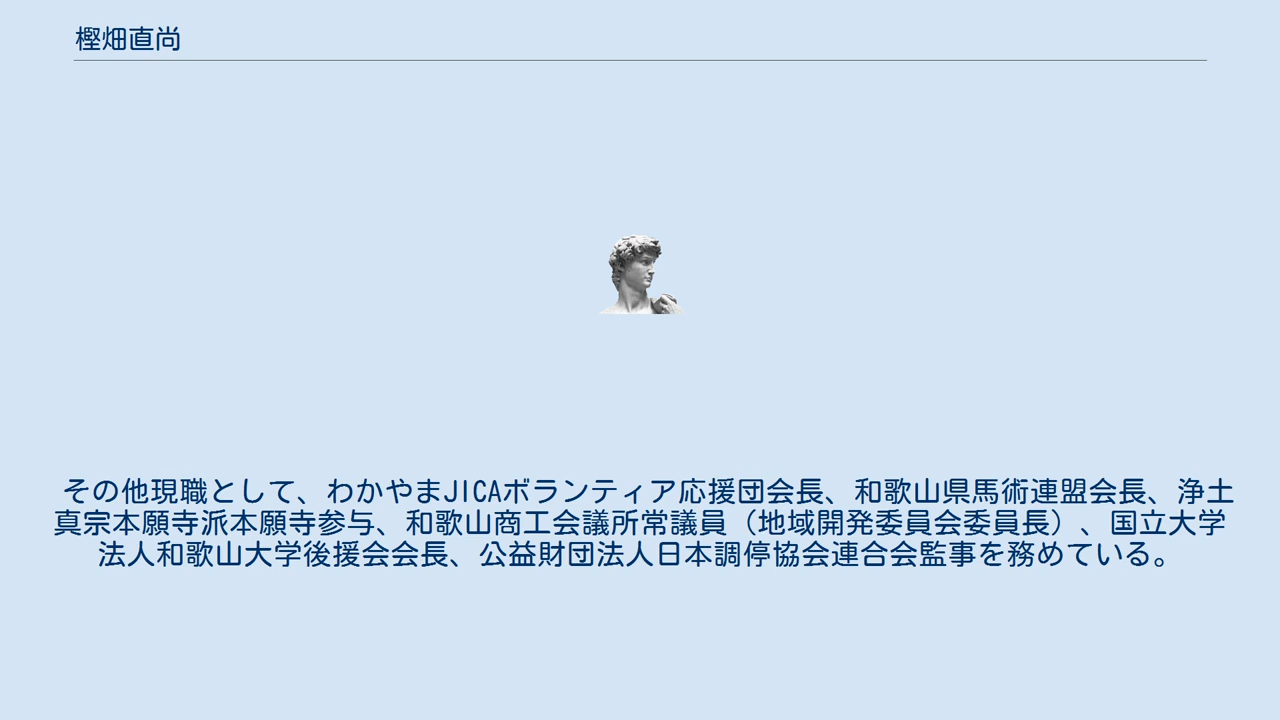 樫畑直尚
その他現職として、わかやまJICAボランティア応援団会長、和歌山県馬術連盟会長、浄土
真宗本願寺派本願寺参与、和歌山商工会議所常議員（地域開発委員会委員長）、国立大学
法人和歌山大学後援会会長、公益財団法人日本調停協会連合会監事を務めている。